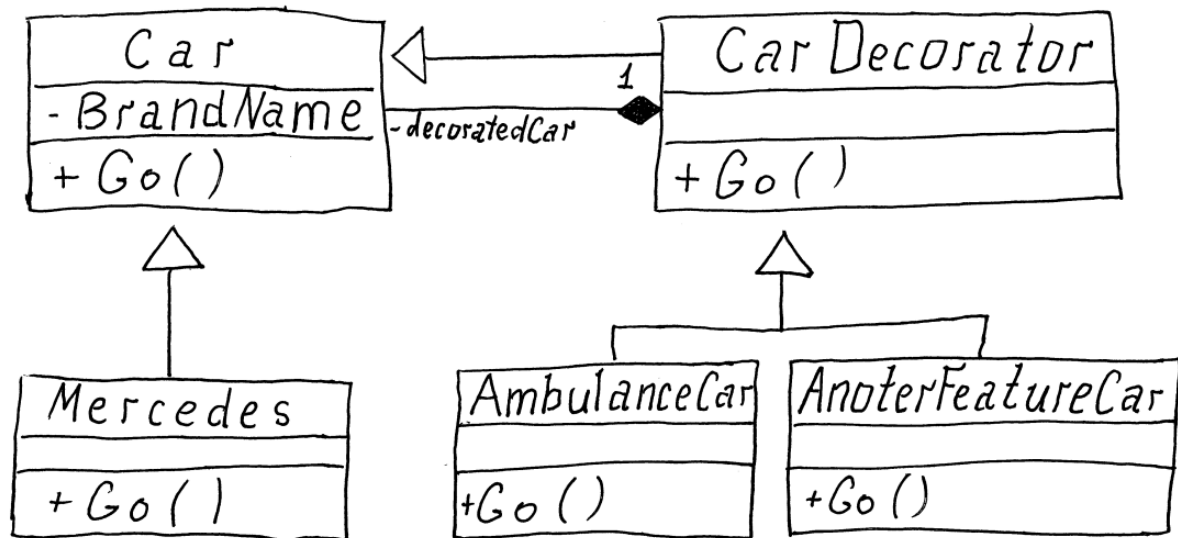 Car
- BrandName
+ Go()
1
-decoratedCar
Car Decorator
+ Go()
Mercedes
+ Go()
AmbulanceCar
+Go()
AnoterFeatureCar
+Go()